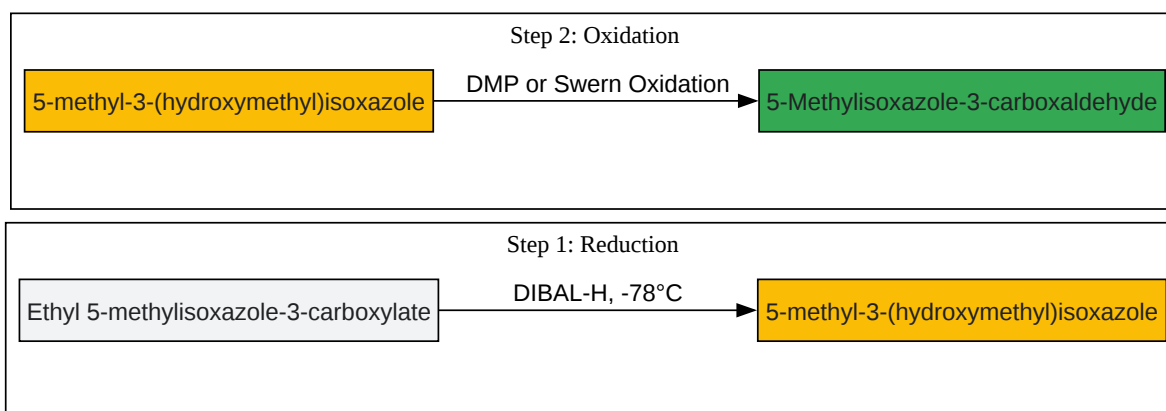 Step 2: Oxidation
5-methyl-3-(hydroxymethyl)isoxazole
DMP or Swern Oxidation
5-Methylisoxazole-3-carboxaldehyde
Step 1: Reduction
Ethyl 5-methylisoxazole-3-carboxylate
DIBAL-H, -78°C
5-methyl-3-(hydroxymethyl)isoxazole